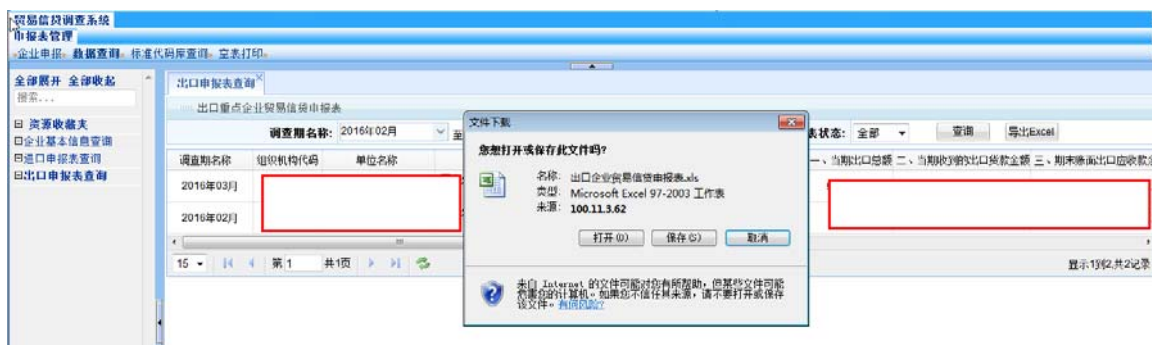 贸易信贷调查系统
申报表管理
企业申报 数据查询 标准代码库查询 空表打印
全部展开 全部收起
搜索...
资源收藏夹
企业基本信息查询
进口申报表查询
出口申报表查询
出口申报表查询
出口重点企业贸易信贷申报表
调查期名称: 2016年02月 至
表状态: 全部 查询 导出Excel
调查期名称 组织机构代码 单位名称
一、当期出口总额 二、当期收到的出口货款金额 三、期末账面出口应收款
2016年03月
2016年02月
15 第 1 共1页
显示1到2,共2记录
文件下载
您想打开或保存此文件吗?
名称: 出口企业贸易信贷申报表.xls
类型: Microsoft Excel 97-2003 工作表
来源: 100.11.3.62
打开(O) 保存(S) 取消
来自 Internet 的文件可能对您有所帮助,但某些文件可能
危害您的计算机。如果您不信任其来源,请不要打开或保存
该文件。有何风险?